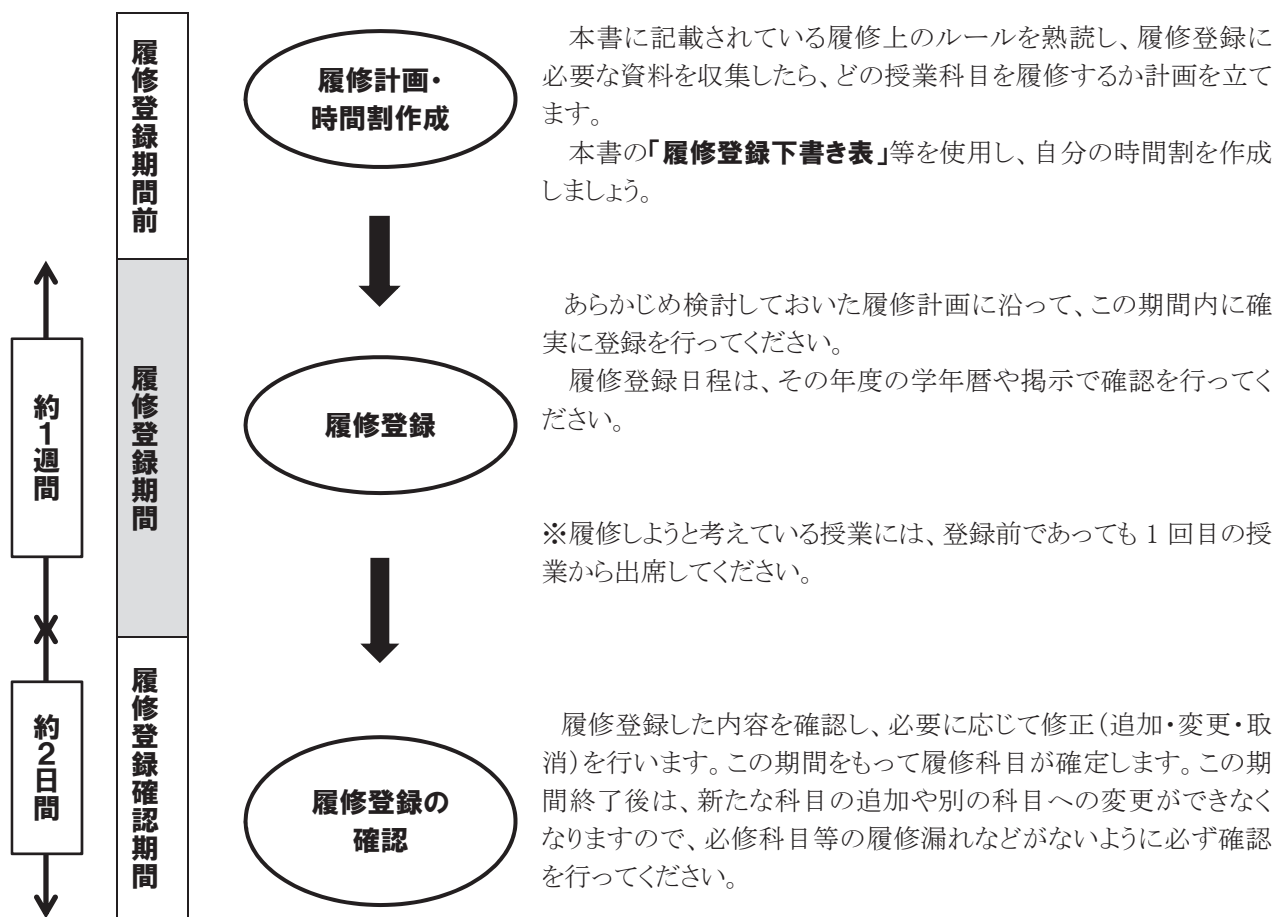 履修登録期間前
履修計画・
時間割作成
本書に記載されている履修上のルールを熟読し、履修登録に
必要な資料を収集したら、どの授業科目を履修するか計画を立て
ます。
本書の「履修登録下書き表」等を使用し、自分の時間割を作成
しましょう。
約1週間
履修登録期間
履修登録
あらかじめ検討しておいた履修計画に沿って、この期間内に確
実に登録を行ってください。
履修登録日程は、その年度の学年暦や掲示で確認を行ってく
ださい。
※履修しようと考えている授業には、登録前であっても 1 回目の授
業から出席してください。
約2日間
履修登録確認期間
履修登録の
確認
履修登録した内容を確認し、必要に応じて修正(追加・変更・取
消)を行います。この期間をもって履修科目が確定します。この期
間終了後は、新たな科目の追加や別の科目への変更ができなく
なりますので、必修科目等の履修漏れなどがないように必ず確認
を行ってください。